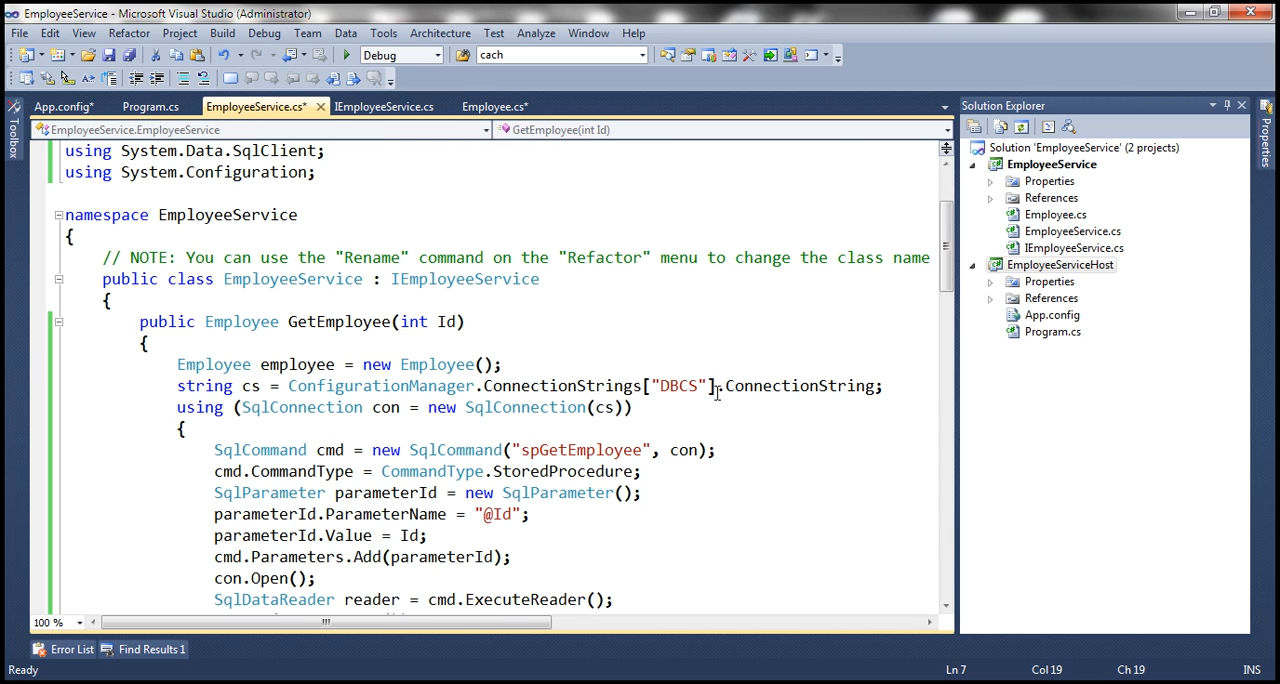 EmployeeService - Microsoft Visual Studio (Administrator)
File Edit View Refactor Project Build Debug Team Data Tools Architecture Test Analyze Window Help
Debug cach
App.config* Program.cs EmployeeService.cs* IEmployeeService.cs Employee.cs*
EmployeeService.EmployeeService GetEmployee(int Id)
using System.Data.SqlClient;
using System.Configuration;
namespace EmployeeService
{
// NOTE: You can use the "Rename" command on the "Refactor" menu to change the class name
public class EmployeeService : IEmployeeService
{
public Employee GetEmployee(int Id)
{
Employee employee = new Employee();
string cs = ConfigurationManager.ConnectionStrings["DBCS"].ConnectionString;
using (SqlConnection con = new SqlConnection(cs))
{
SqlCommand cmd = new SqlCommand("spGetEmployee", con);
cmd.CommandType = CommandType.StoredProcedure;
SqlParameter parameterId = new SqlParameter();
parameterId.ParameterName = "@Id";
parameterId.Value = Id;
cmd.Parameters.Add(parameterId);
con.Open();
SqlDataReader reader = cmd.ExecuteReader();
100 %
Toolbox
Solution Explorer
Solution 'EmployeeService' (2 projects)
EmployeeService
Properties
References
Employee.cs
EmployeeService.cs
IEmployeeService.cs
EmployeeServiceHost
Properties
References
App.config
Program.cs
Properties
Error List Find Results 1
Ready Ln 7 Col 19 Ch 19 INS